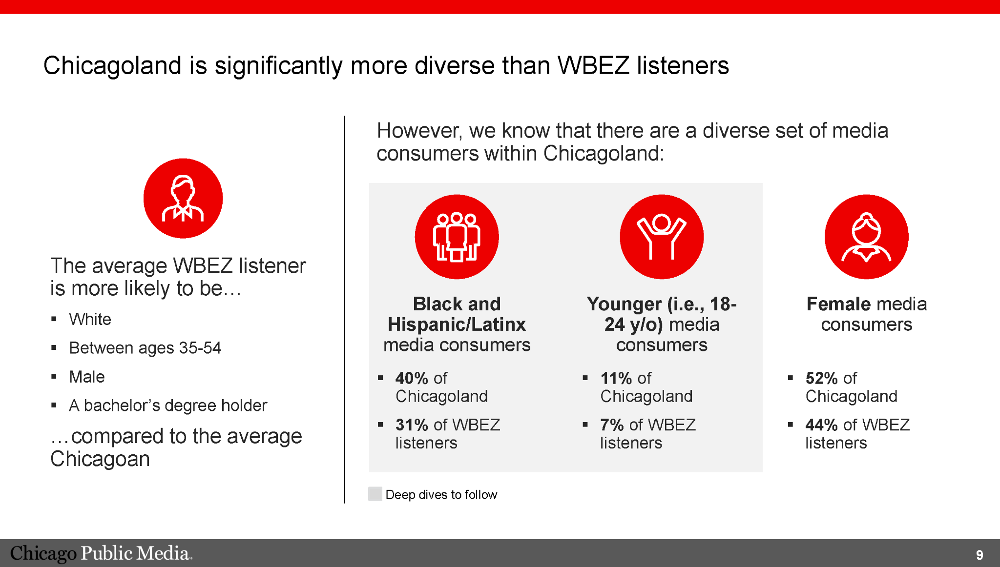 Chicagoland is significantly more diverse than WBEZ listeners
The average WBEZ listener
is more likely to be…
▪ White
▪ Between ages 35-54
▪ Male
▪ A bachelor’s degree holder
…compared to the average
Chicagoan
However, we know that there are a diverse set of media
consumers within Chicagoland:
Black and
Hispanic/Latinx
media consumers
▪ 40% of
Chicagoland
▪ 31% of WBEZ
listeners
Younger (i.e., 18-
24 y/o) media
consumers
▪ 11% of
Chicagoland
▪ 7% of WBEZ
listeners
Female media
consumers
▪ 52% of
Chicagoland
▪ 44% of WBEZ
listeners
Deep dives to follow
Chicago Public Media.
9